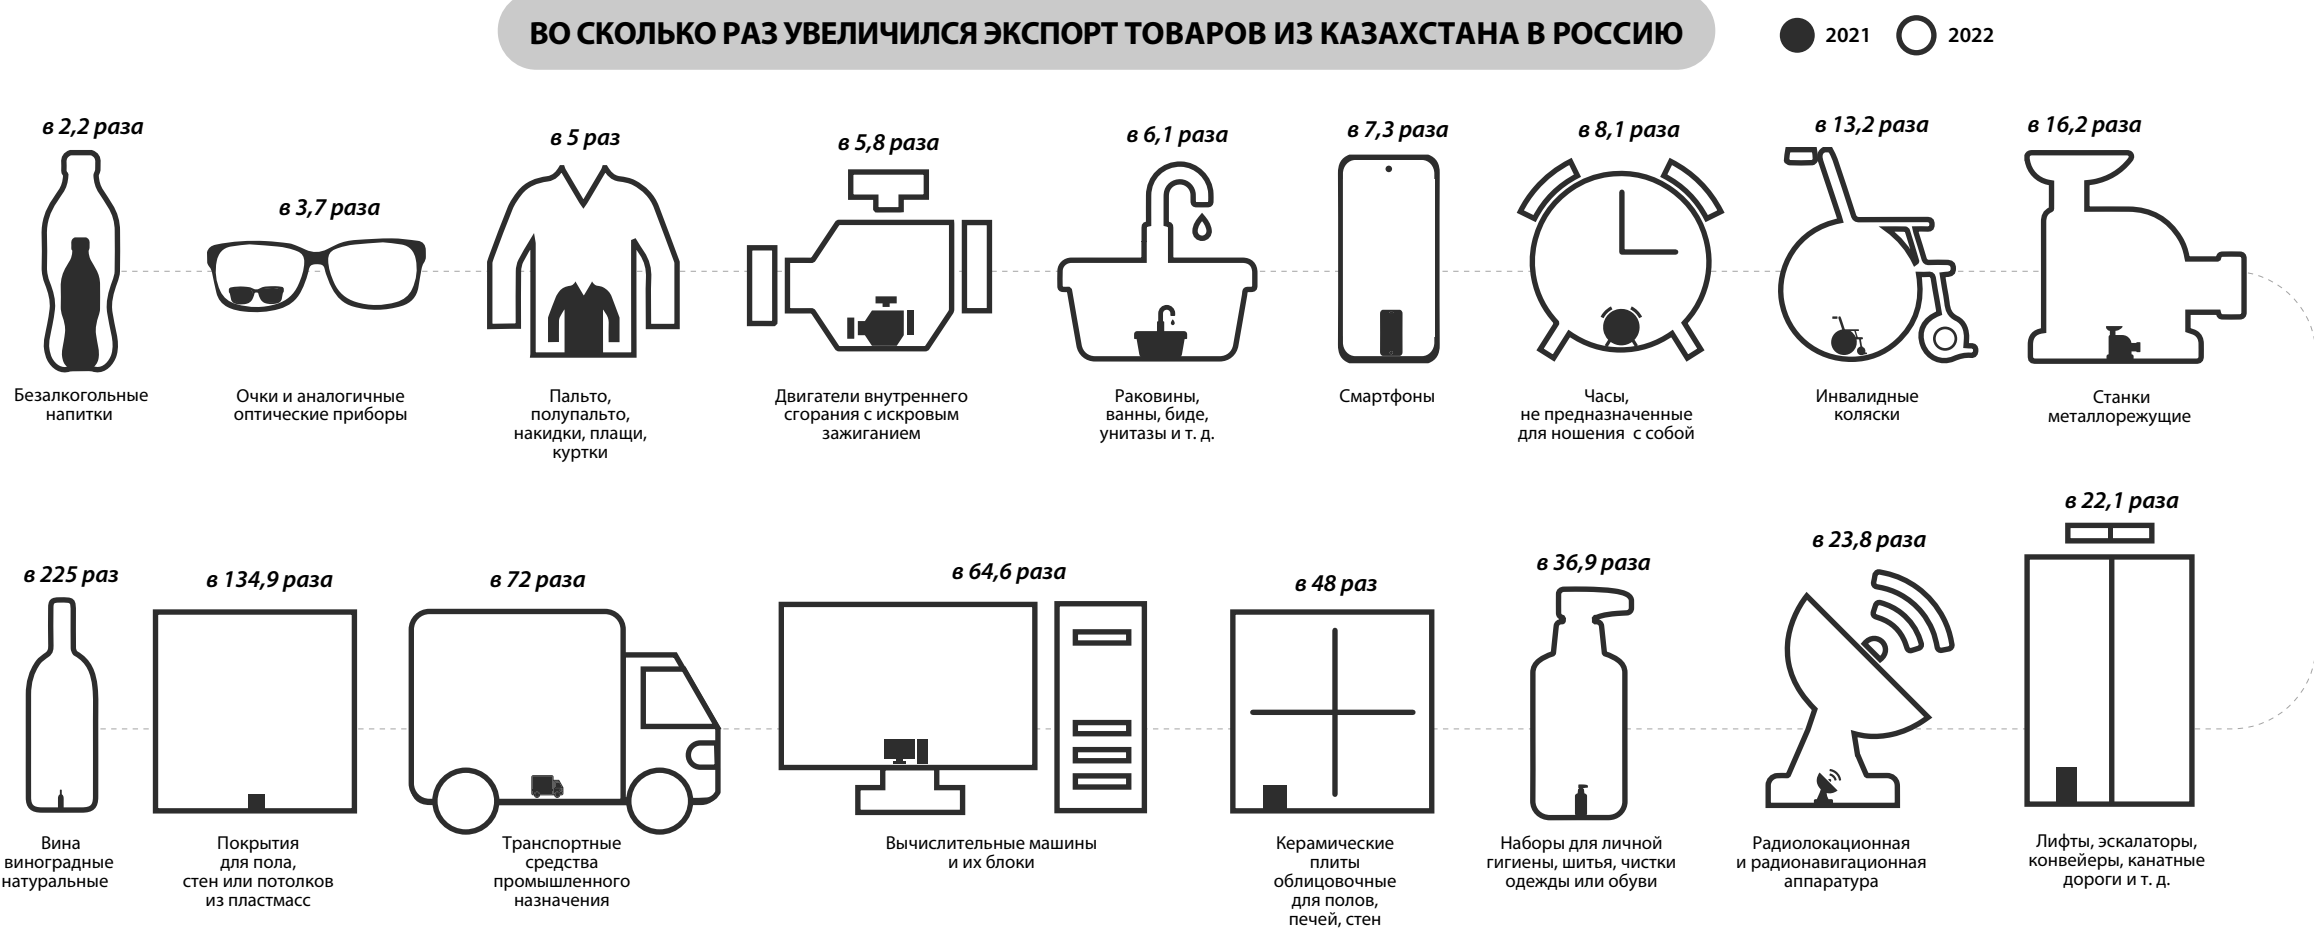 ВО СКОЛЬКО РАЗ УВЕЛИЧИЛСЯ ЭКСПОРТ ТОВАРОВ ИЗ КАЗАХСТАНА В РОССИЮ
2021
2022
в 2,2 раза
Безалкогольные
напитки
в 3,7 раза
Очки и аналогичные
оптические приборы
в 5 раз
Пальто,
полупальто,
накидки, плащи,
куртки
в 5,8 раза
Двигатели внутреннего
сгорания с искровым
зажиганием
в 6,1 раза
Раковины,
ванны, биде,
унитазы и т. д.
в 7,3 раза
Смартфоны
в 8,1 раза
Часы,
не предназначенные
для ношения с собой
в 13,2 раза
Инвалидные
коляски
в 16,2 раза
Станки
металлорежущие
в 225 раз
Вина
виноградные
натуральные
в 134,9 раза
Покрытия
для пола,
стен или потолков
из пластмасс
в 72 раза
Транспортные
средства
промышленного
назначения
в 64,6 раза
Вычислительные машины
и их блоки
в 48 раз
Керамические
плиты
облицовочные
для полов,
печей, стен
в 36,9 раза
Наборы для личной
гигиены, шитья, чистки
одежды или обуви
в 23,8 раза
Радиолокационная
и радионавигационная
аппаратура
в 22,1 раза
Лифты, эскалаторы,
конвейеры, канатные
дороги и т. д.